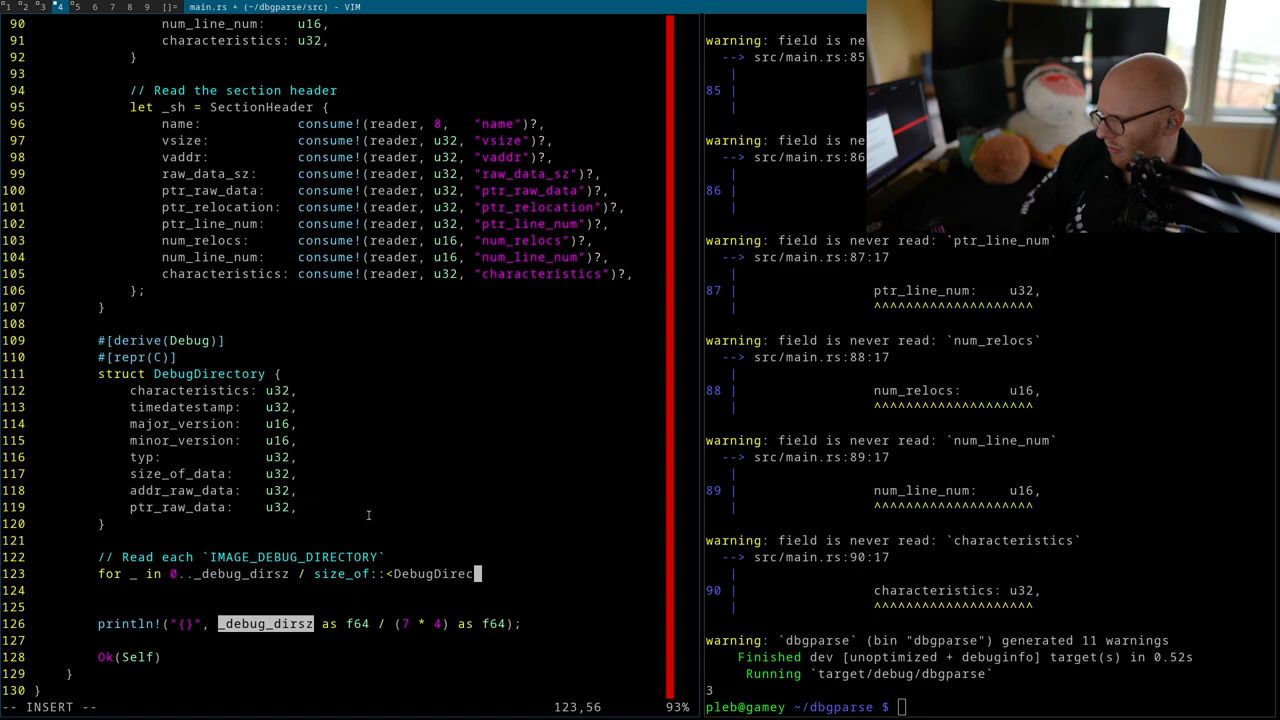 1 2 3 4 5 6 7 8 9 []= main.rs + (~/dbgparse/src) - VIM
90                 num_line_num:    u16,
91                 characteristics: u32,
92             }
93
94             // Read the section header
95             let _sh = SectionHeader {
96                 name:            consume!(reader, 8,   "name")?,
97                 vsize:           consume!(reader, u32, "vsize")?,
98                 vaddr:           consume!(reader, u32, "vaddr")?,
99                 raw_data_sz:     consume!(reader, u32, "raw_data_sz")?,
100                 ptr_raw_data:    consume!(reader, u32, "ptr_raw_data")?,
101                 ptr_relocation:  consume!(reader, u32, "ptr_relocation")?,
102                 ptr_line_num:    consume!(reader, u32, "ptr_line_num")?,
103                 num_relocs:      consume!(reader, u16, "num_relocs")?,
104                 num_line_num:    consume!(reader, u16, "num_line_num")?,
105                 characteristics: consume!(reader, u32, "characteristics")?,
106             };
107         }
108
109         #[derive(Debug)]
110         #[repr(C)]
111         struct DebugDirectory {
112             characteristics: u32,
113             timedatestamp:   u32,
114             major_version:   u16,
115             minor_version:   u16,
116             typ:             u32,
117             size_of_data:    u32,
118             addr_raw_data:   u32,
119             ptr_raw_data:    u32,
120         }
121
122         // Read each `IMAGE_DEBUG_DIRECTORY`
123         for _ in 0.._debug_dirsz / size_of::<DebugDirec
124
125
126         println!("{}", _debug_dirsz as f64 / (7 * 4) as f64);
127
128         Ok(Self)
129     }
130 }
-- INSERT --                                                  123,56        93%
warning: field is ne
  --> src/main.rs:85
   |
85 |
   |
warning: field is ne
  --> src/main.rs:86
   |
86 |
   |
warning: field is never read: `ptr_line_num`
  --> src/main.rs:87:17
   |
87 |                 ptr_line_num:    u32,
   |                 ^^^^^^^^^^^^^^^^^^^^
warning: field is never read: `num_relocs`
  --> src/main.rs:88:17
   |
88 |                 num_relocs:      u16,
   |                 ^^^^^^^^^^^^^^^^^^^^
warning: field is never read: `num_line_num`
  --> src/main.rs:89:17
   |
89 |                 num_line_num:    u16,
   |                 ^^^^^^^^^^^^^^^^^^^^
warning: field is never read: `characteristics`
  --> src/main.rs:90:17
   |
90 |                 characteristics: u32,
   |                 ^^^^^^^^^^^^^^^^^^^^
warning: `dbgparse` (bin "dbgparse") generated 11 warnings
    Finished dev [unoptimized + debuginfo] target(s) in 0.52s
     Running `target/debug/dbgparse`
3
pleb@gamey ~/dbgparse $